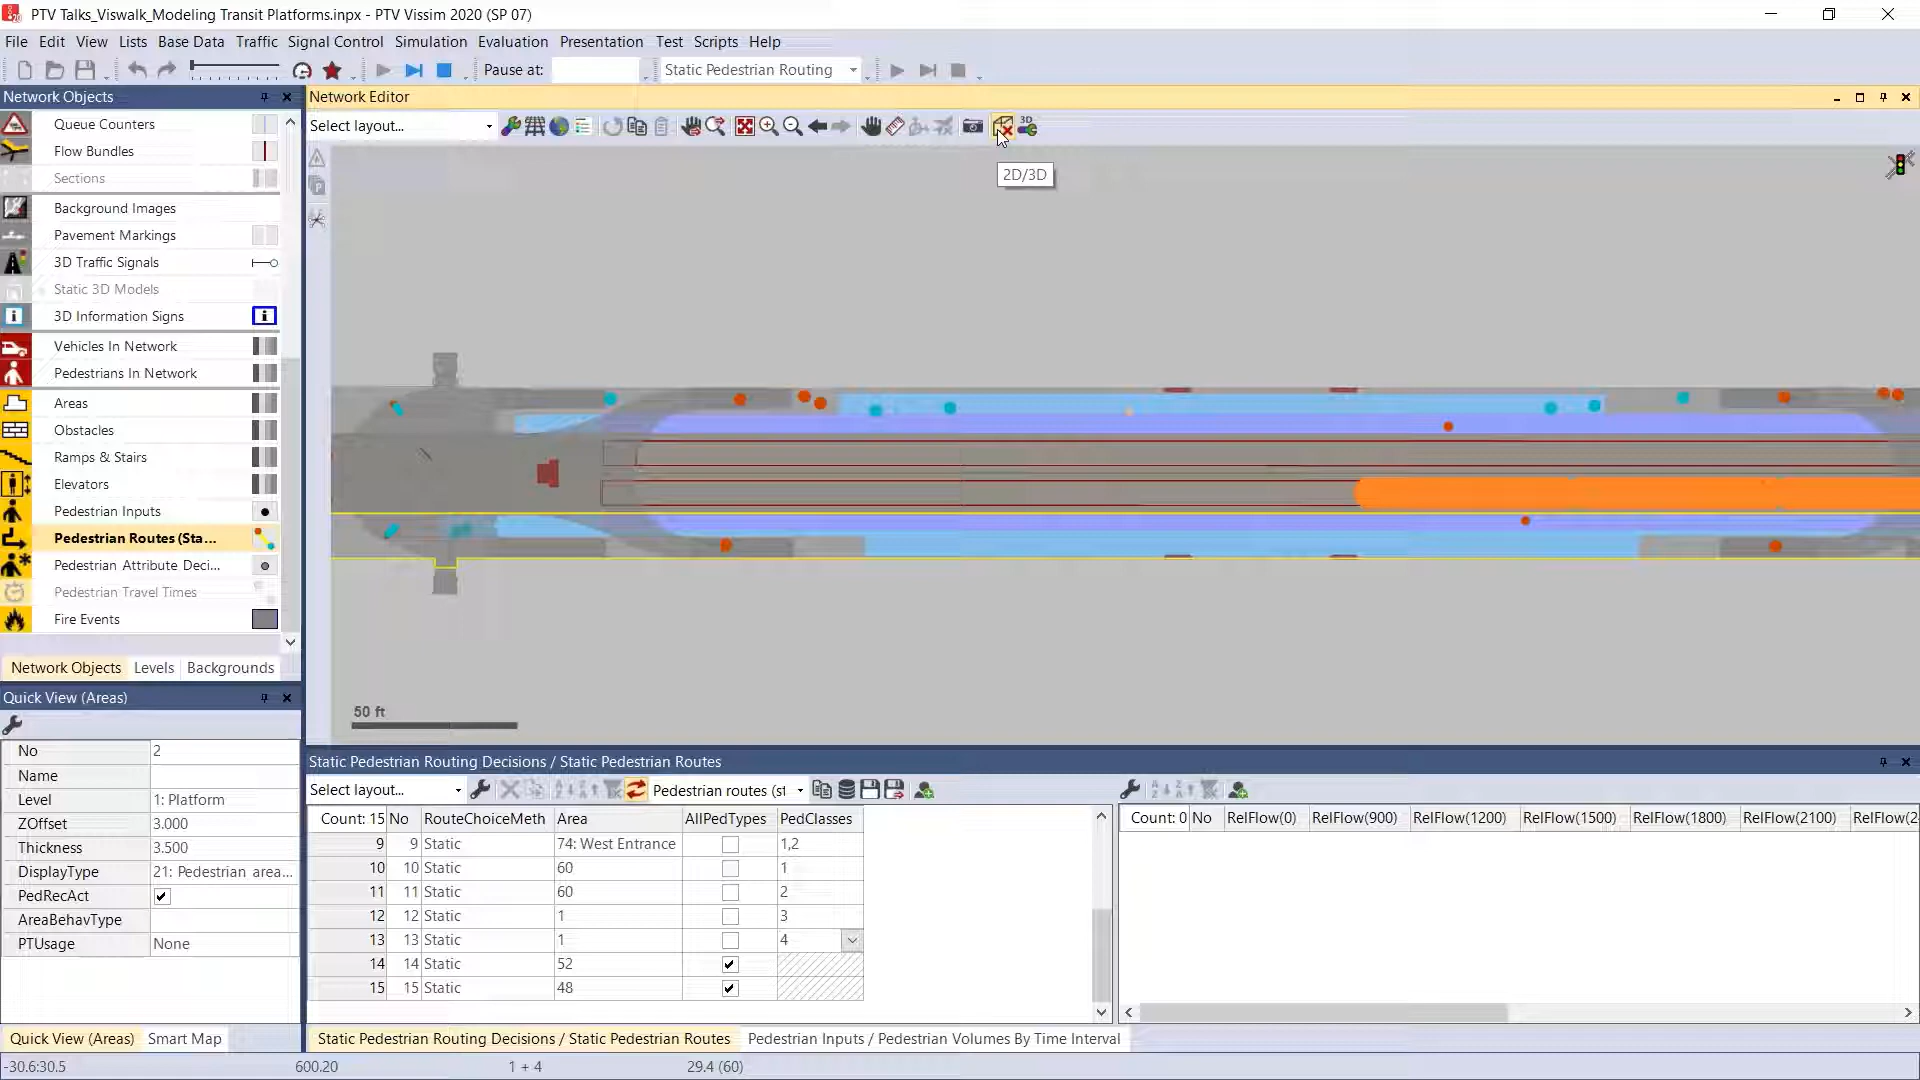 PTV Talks_Viswalk_Modeling Transit Platforms.inpx - PTV Vissim 2020 (SP 07)
File Edit View Lists Base Data Traffic Signal Control Simulation Evaluation Presentation Test Scripts Help
Pause at: Static Pedestrian Routing
Network Objects
Network Editor
Select layout...
3D
2D/3D
Queue Counters
Flow Bundles
Sections
Background Images
Pavement Markings
3D Traffic Signals
Static 3D Models
3D Information Signs
Vehicles In Network
Pedestrians In Network
Areas
Obstacles
Ramps & Stairs
Elevators
Pedestrian Inputs
Pedestrian Routes (Sta...
Pedestrian Attribute Deci...
Pedestrian Travel Times
Fire Events
Network Objects Levels Backgrounds
50 ft
Quick View (Areas)
No 2
Name
Level 1: Platform
ZOffset 3.000
Thickness 3.500
DisplayType 21: Pedestrian area...
PedRecAct
AreaBehavType
PTUsage None
Quick View (Areas) Smart Map
Static Pedestrian Routing Decisions / Static Pedestrian Routes
Select layout... Pedestrian routes (st
Count: 15 No RouteChoiceMeth Area AllPedTypes PedClasses
9 9 Static 74: West Entrance 1,2
10 10 Static 60 1
11 11 Static 60 2
12 12 Static 1 3
13 13 Static 1 4
14 14 Static 52
15 15 Static 48
Count: 0 No RelFlow(0) RelFlow(900) RelFlow(1200) RelFlow(1500) RelFlow(1800) RelFlow(2100) RelFlow(2
Static Pedestrian Routing Decisions / Static Pedestrian Routes Pedestrian Inputs / Pedestrian Volumes By Time Interval
-30.6:30.5 600.20 1 + 4 29.4 (60)